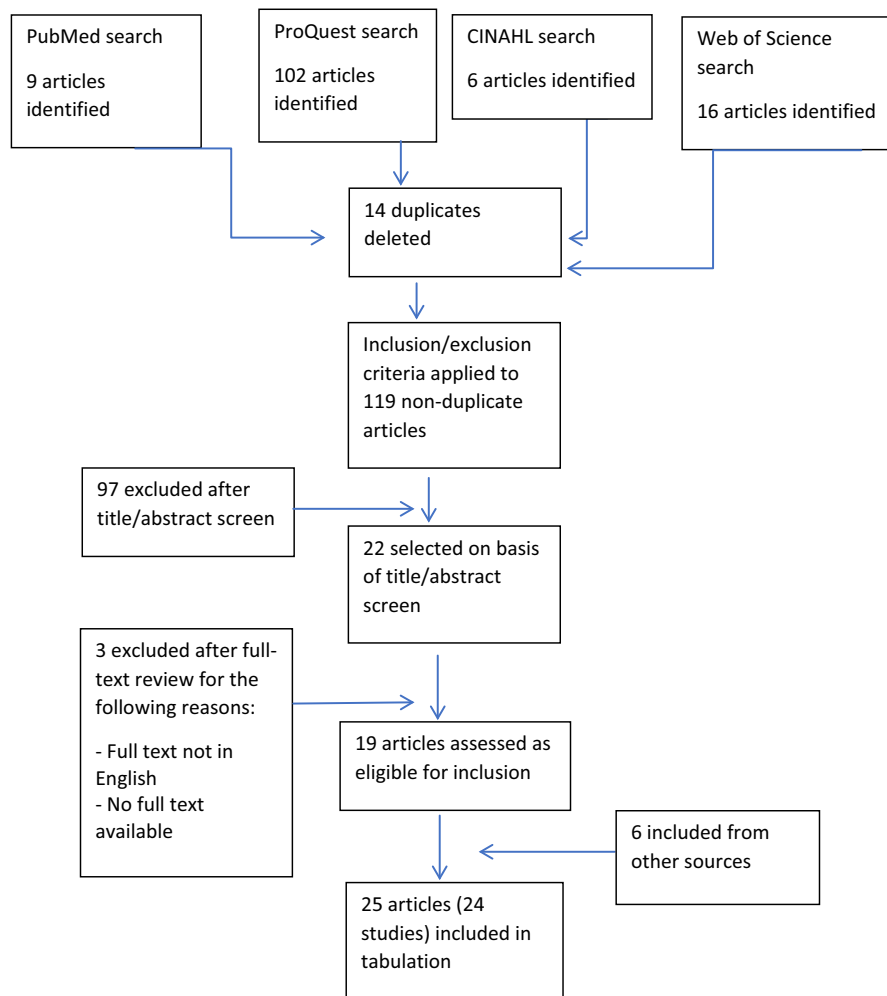 PubMed search
9 articles
identified
ProQuest search
102 articles
identified
CINAHL search
6 articles identified
Web of Science
search
16 articles identified
14 duplicates
deleted
Inclusion/exclusion
criteria applied to
119 non-duplicate
articles
97 excluded after
title/abstract screen
22 selected on basis
of title/abstract
screen
3 excluded after full-
text review for the
following reasons:
- Full text not in
English
- No full text
available
19 articles assessed as
eligible for inclusion
6 included from
other sources
25 articles (24
studies) included in
tabulation